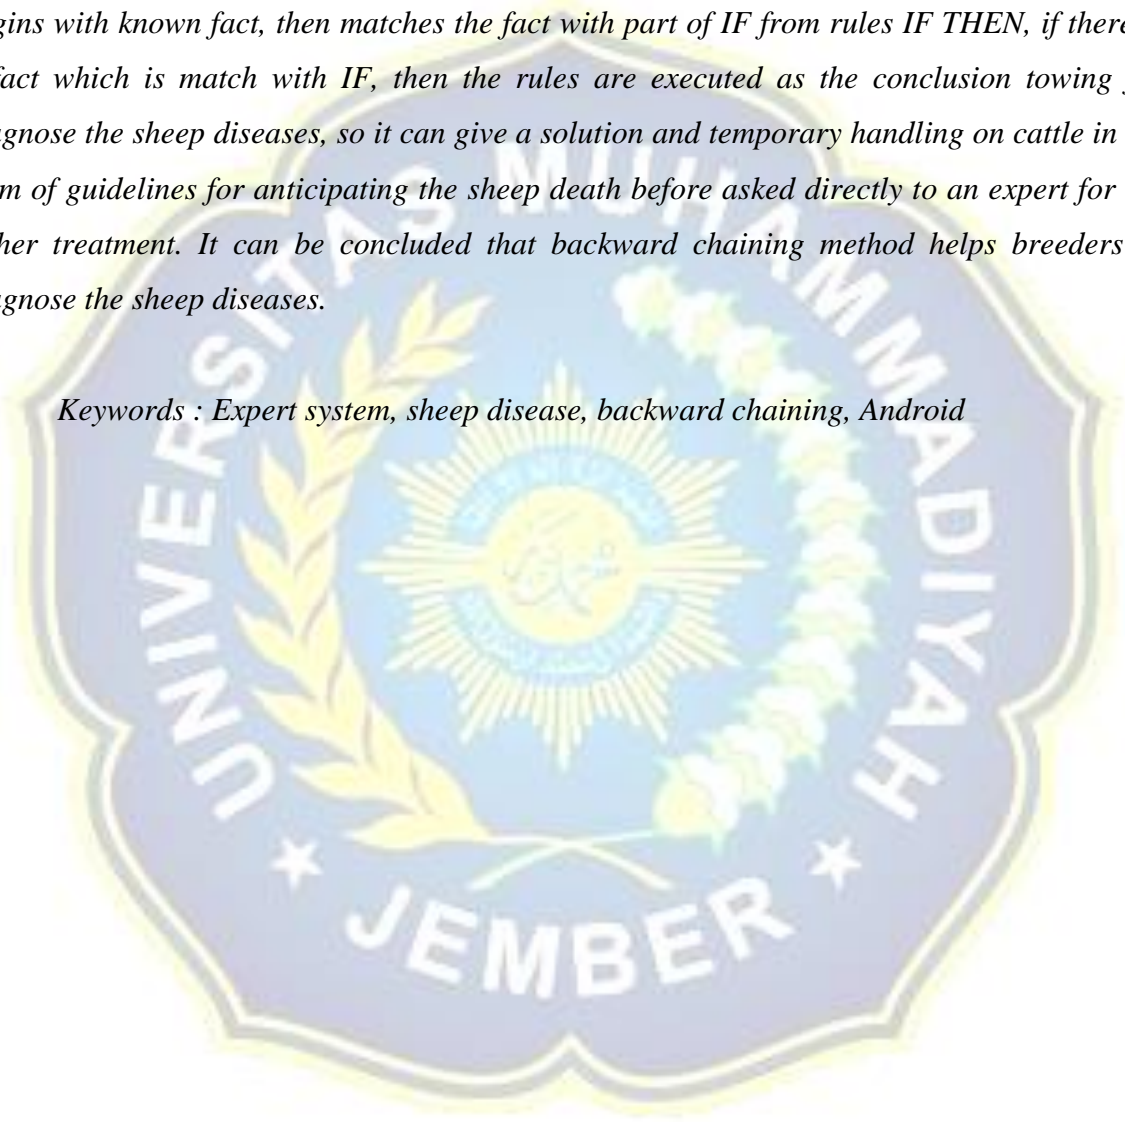 gins with known fact, then matches the fact with part of IF from rules IF THEN, if there
fact which is match with IF, then the rules are executed as the conclusion towing
gnose the sheep diseases, so it can give a solution and temporary handling on cattle in
m of guidelines for anticipating the sheep death before asked directly to an expert for
her treatment. It can be concluded that backward chaining method helps breeders
gnose the sheep diseases.
Keywords : Expert system, sheep disease, backward chaining, Android
UNIVERSITAS MUHAMMADIYAH
JEMBER